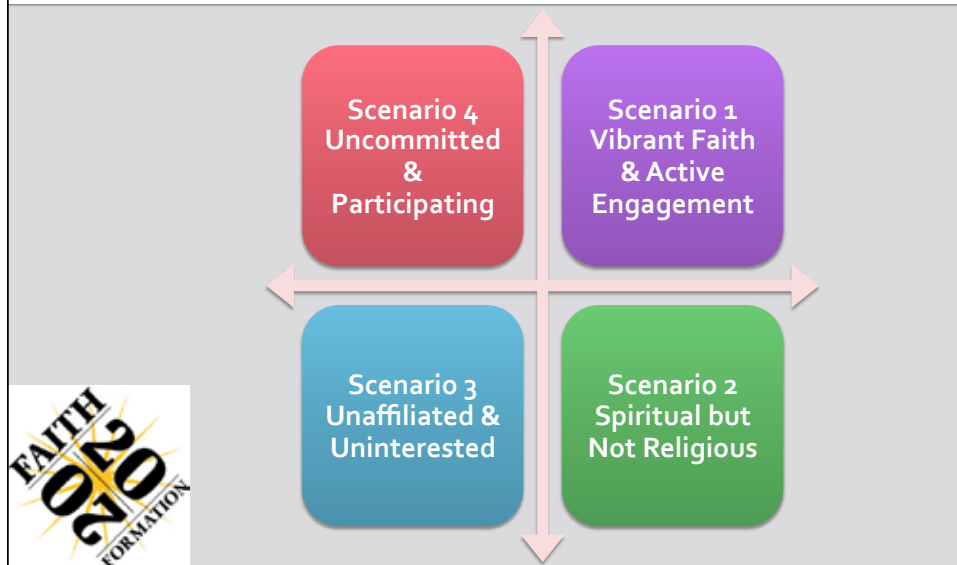 Scenario 4
Uncommitted
&
Participating
Scenario 1
Vibrant Faith
& Active
Engagement
Scenario 3
Unaffiliated &
Uninterested
Scenario 2
Spiritual but
Not Religious
FAITH
2020
FORMATION